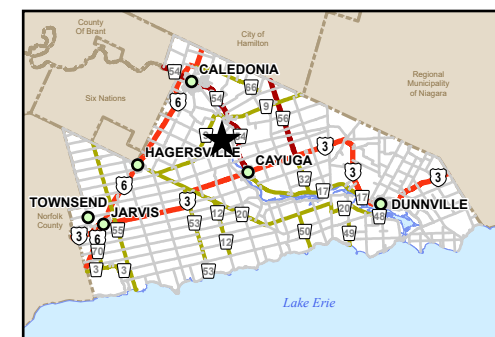 County
Of Brant
City of
Hamilton
54
CALEDONIA
66
Regional
Municipality
of Niagara
Six Nations
6
54
9
56
HAGERSVILLE
3
3
CAYUGA
3
6
32
17
17
TOWNSEND
3
DUNNVILLE
JARVIS
12
20
20
Norfolk
County
3
6
55
53
12
50
49
70
3
3
53
Lake Erie